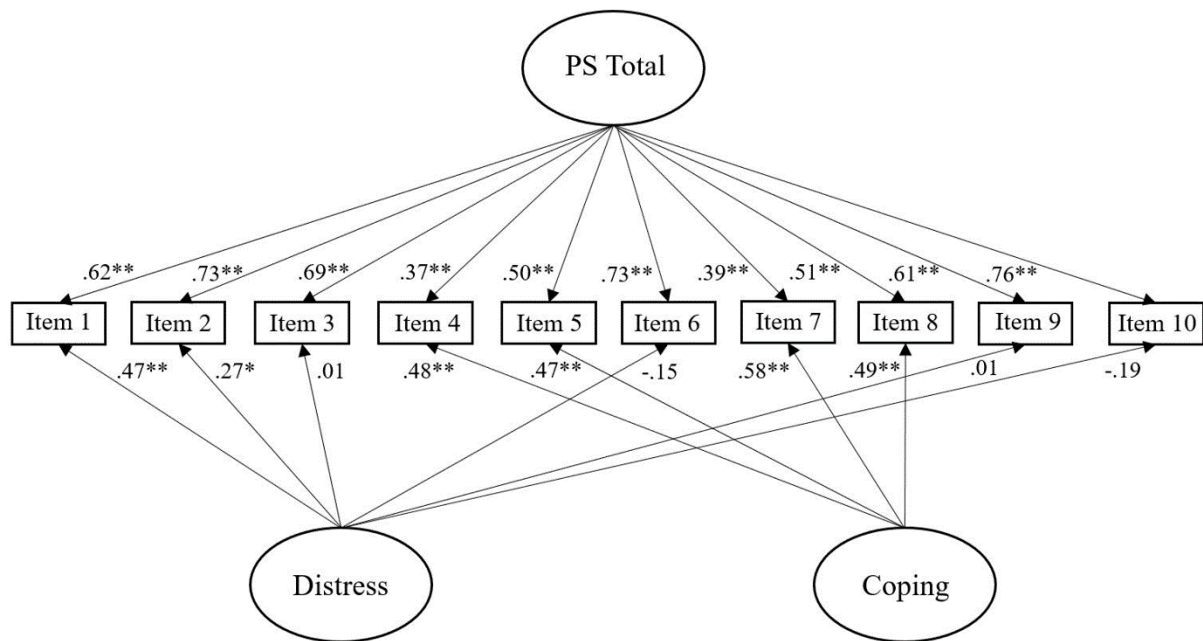 PS Total
.62** .73** .69** .37** .50** .73** .39** .51** .61** .76**
Item 1 Item 2 Item 3 Item 4 Item 5 Item 6 Item 7 Item 8 Item 9 Item 10
.47** .27* .01 .48** .47** -.15 .58** .49** .01 -.19
Distress Coping